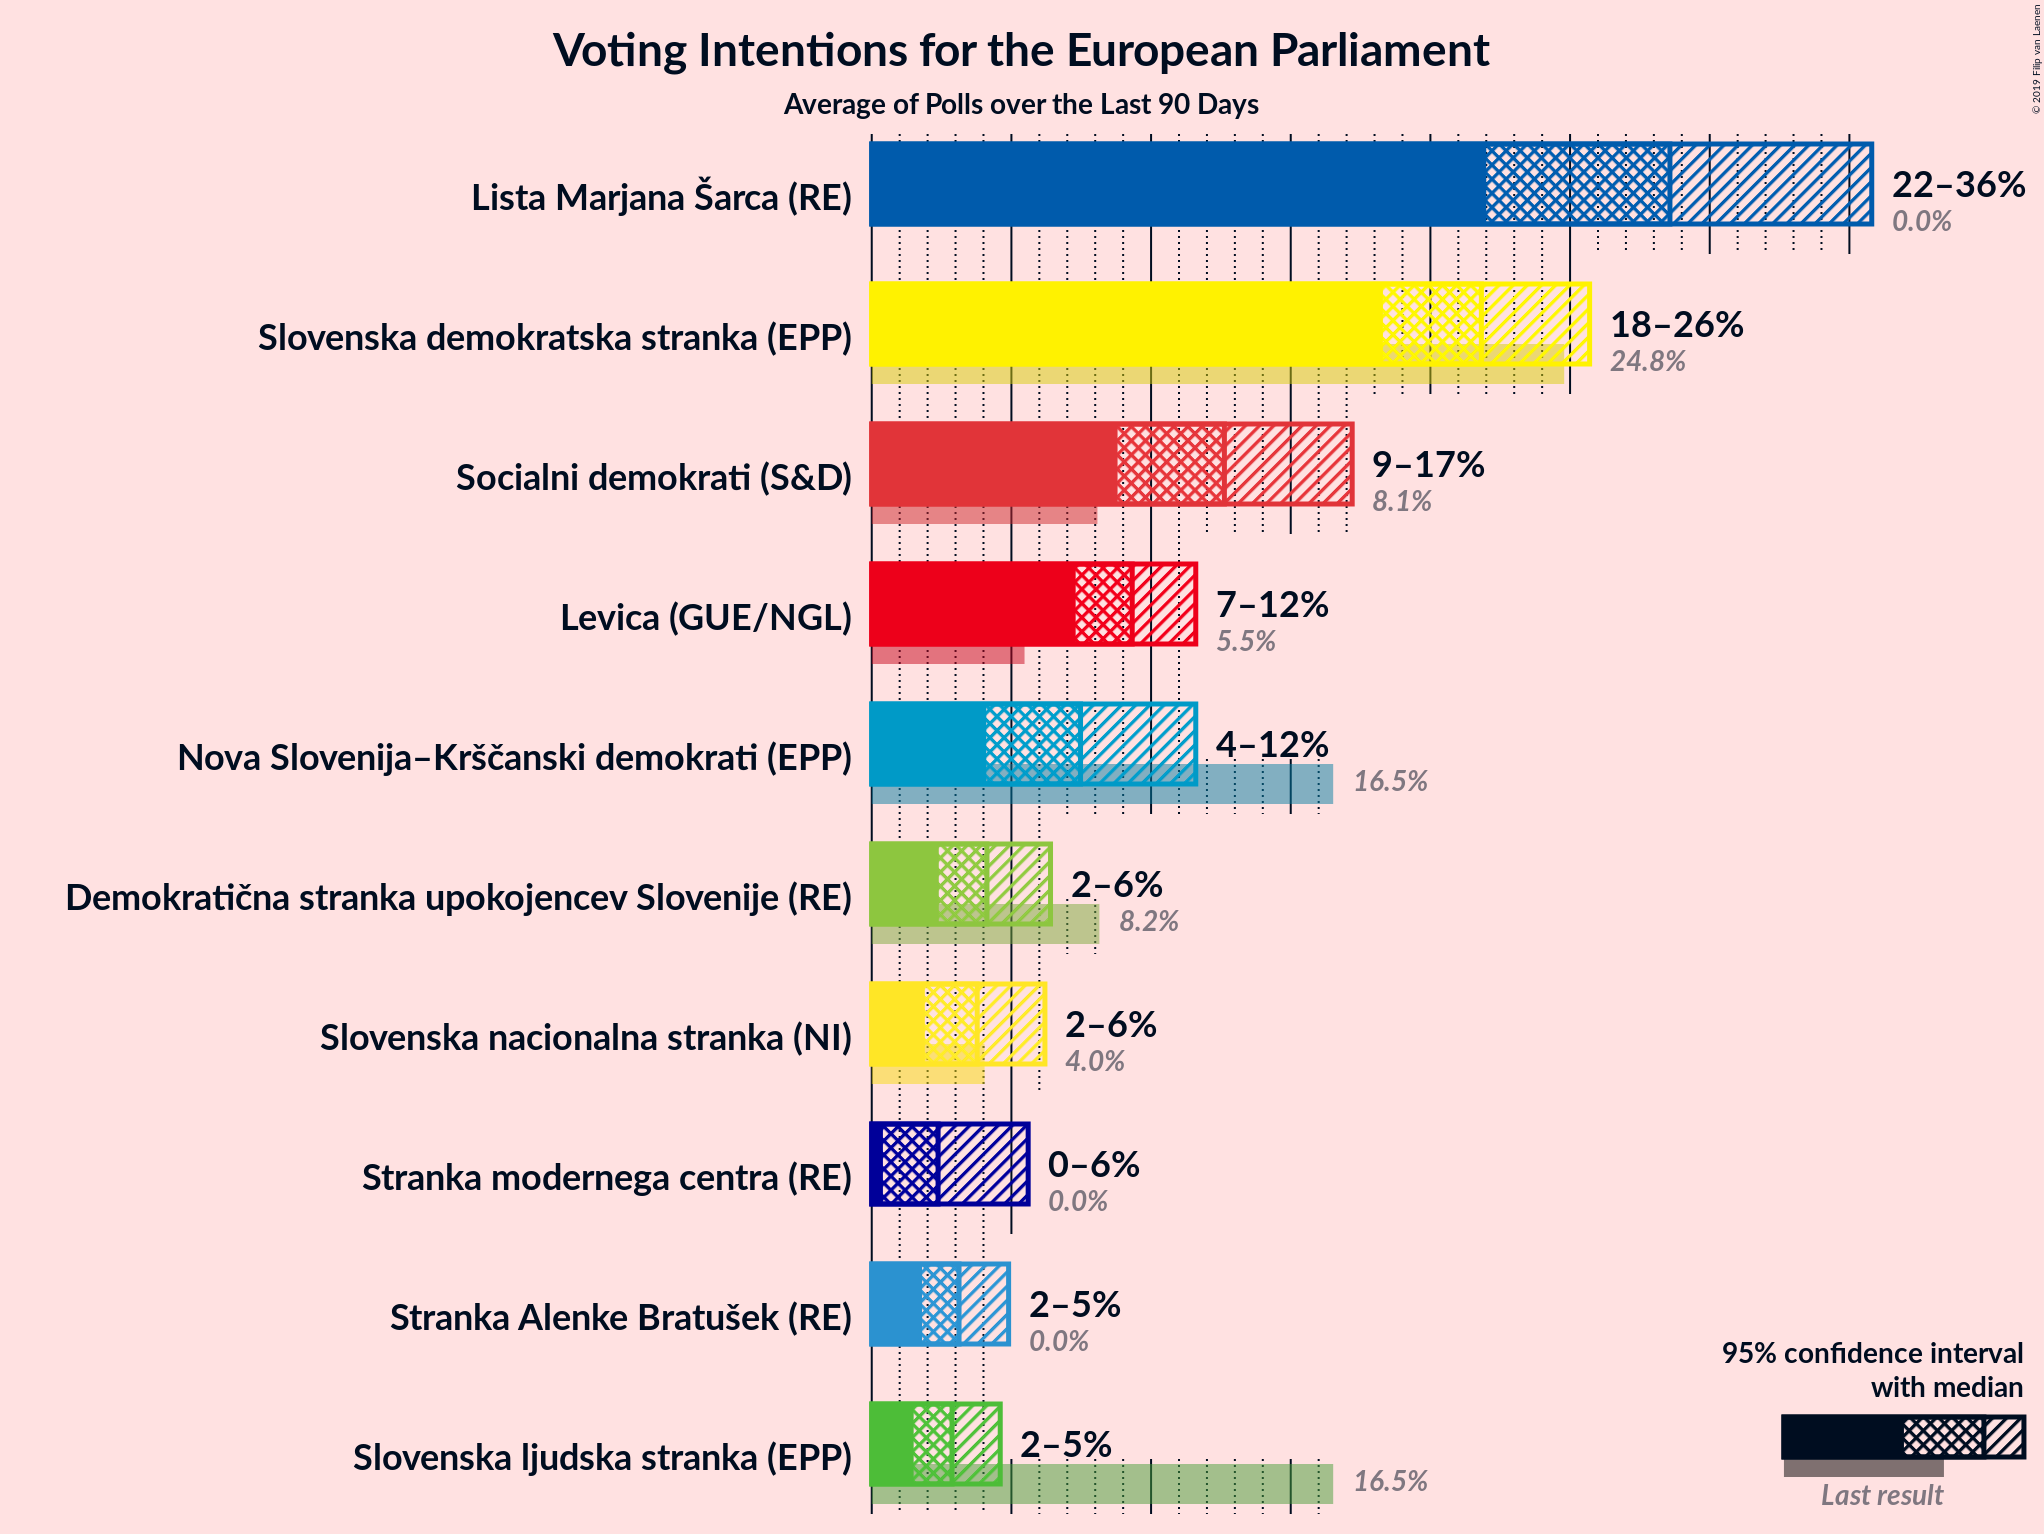 Voting Intentions for the European Parliament
Average of Polls over the Last 90 Days
© 2019 Filip van Laenen
Lista Marjana Šarca (RE)
22–36%
0.0%
Slovenska demokratska stranka (EPP)
18–26%
24.8%
Socialni demokrati (S&D)
9–17%
8.1%
Levica (GUE/NGL)
7–12%
5.5%
Nova Slovenija–Krščanski demokrati (EPP)
4–12%
16.5%
Demokratična stranka upokojencev Slovenije (RE)
2–6%
8.2%
Slovenska nacionalna stranka (NI)
2–6%
4.0%
Stranka modernega centra (RE)
0–6%
0.0%
Stranka Alenke Bratušek (RE)
2–5%
0.0%
Slovenska ljudska stranka (EPP)
2–5%
16.5%
95% confidence interval
with median
Last result